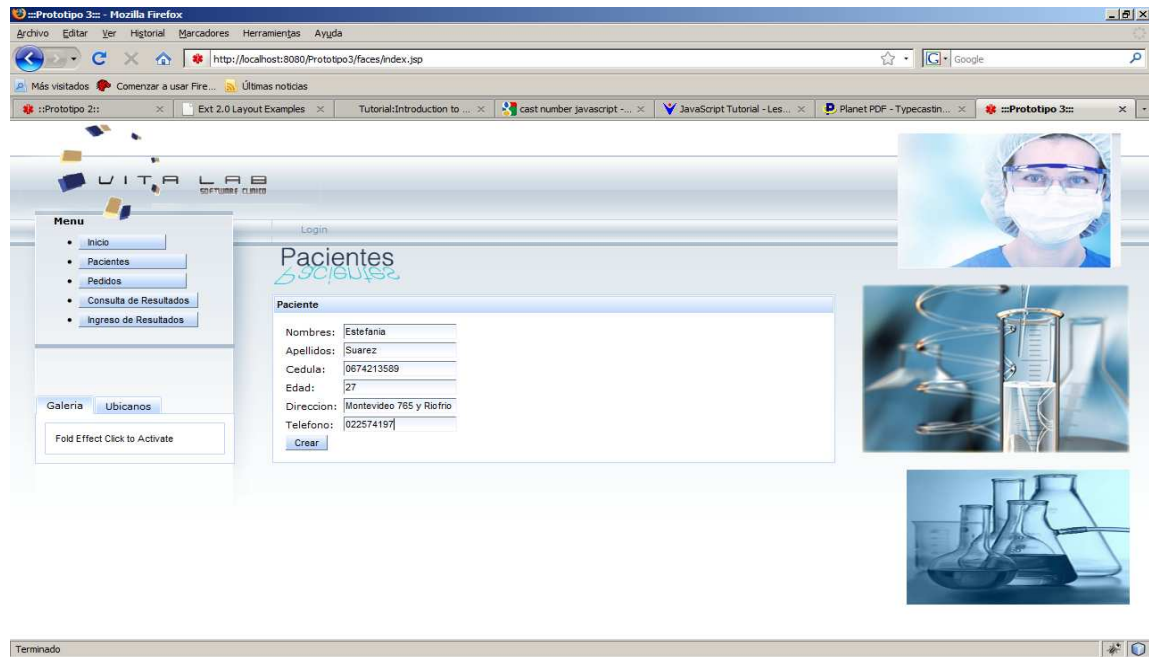 :::Prototipo 3::: - Mozilla Firefox
Archivo Editar Ver Historial Marcadores Herramientas Ayuda
http://localhost:8080/Prototipo3/faces/index.jsp
G Google
Más visitados Comenzar a usar Fire... Últimas noticias
::Prototipo 2:: Ext 2.0 Layout Examples Tutorial:Introduction to ... cast number javascript -... JavaScript Tutorial - Les... Planet PDF - Typecastin... :::Prototipo 3:::
VITA LAB
SOFTWARE CLINICO
Menu
Inicio
Pacientes
Pedidos
Consulta de Resultados
Ingreso de Resultados
Galeria Ubicanos
Fold Effect Click to Activate
Login
Pacientes
Paciente
Nombres: Estefania
Apellidos: Suarez
Cedula: 0674213589
Edad: 27
Direccion: Montevideo 765 y Riofrio
Telefono: 022574197
Crear
Terminado